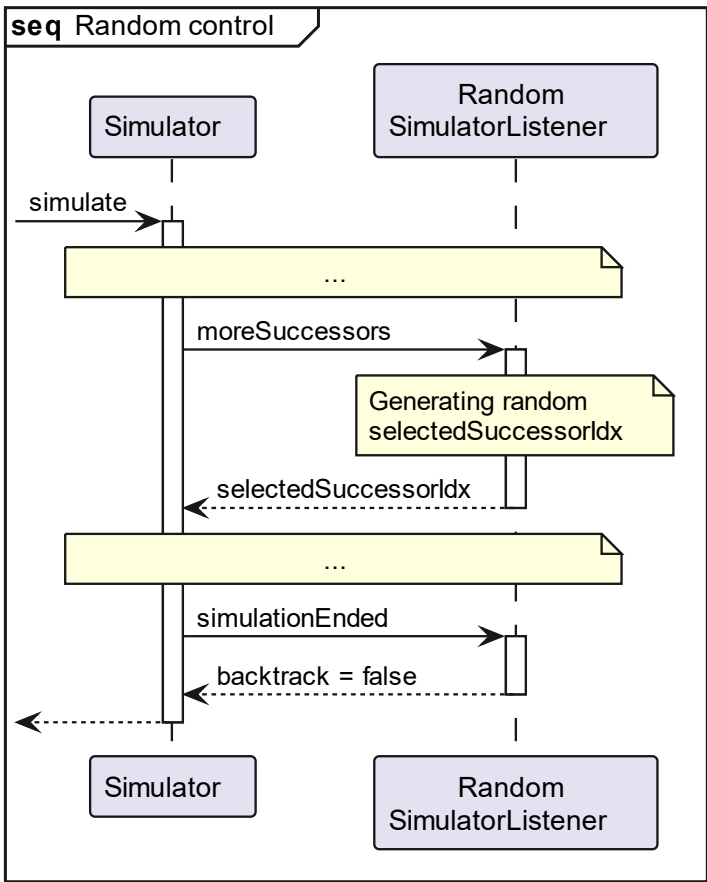 seq Random control
Random
Simulator
SimulatorListener
simulate
...
moreSuccessors
Generating random
selectedSuccessorIdx
selectedSuccessorIdx
...
simulationEnded
backtrack = false
Simulator
Random
SimulatorListener